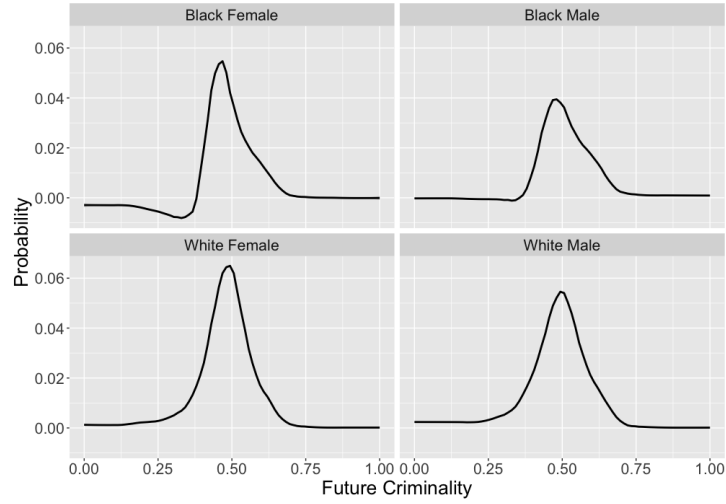 Black Female
Black Male
0.06
0.04
0.02
0.00
White Female
White Male
0.06
0.04
0.02
0.00
Probability
0.00 0.25 0.50 0.75 1.00 0.00 0.25 0.50 0.75 1.00
Future Criminality